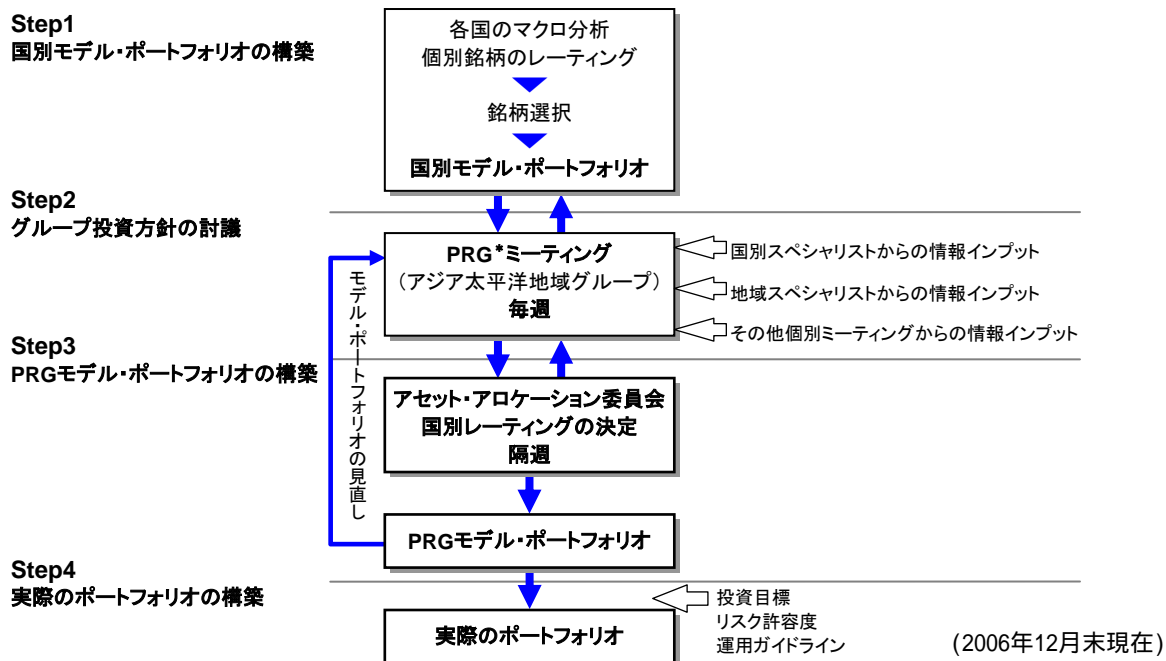 Step1
国別モデル・ポートフォリオの構築
各国のマクロ分析
個別銘柄のレーティング
銘柄選択
国別モデル・ポートフォリオ
Step2
グループ投資方針の討議
PRG*ミーティング
（アジア太平洋地域グループ）
毎週
国別スペシャリストからの情報インプット
地域スペシャリストからの情報インプット
その他個別ミーティングからの情報インプット
モデル・ポートフォリオの見直し
Step3
PRGモデル・ポートフォリオの構築
アセット・アロケーション委員会
国別レーティングの決定
隔週
PRGモデル・ポートフォリオ
Step4
実際のポートフォリオの構築
実際のポートフォリオ
投資目標
リスク許容度
運用ガイドライン
(2006年12月末現在)